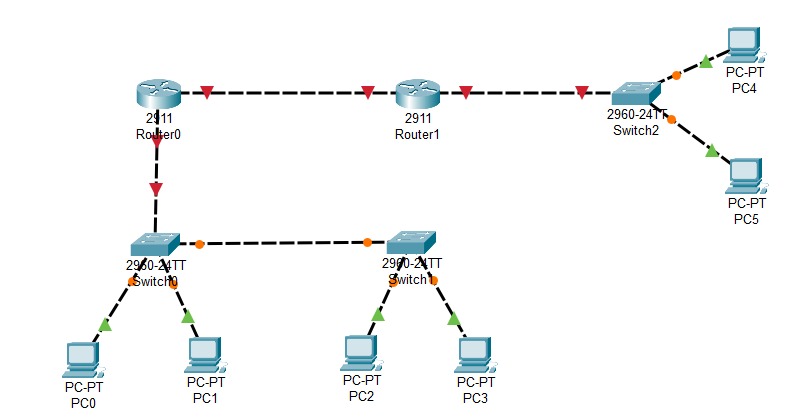 PC-PT
PC4
2911
Router0
2911
Router1
2960-24TT
Switch2
PC-PT
PC5
2960-24TT
Switch0
2960-24TT
Switch1
PC-PT
PC0
PC-PT
PC1
PC-PT
PC2
PC-PT
PC3